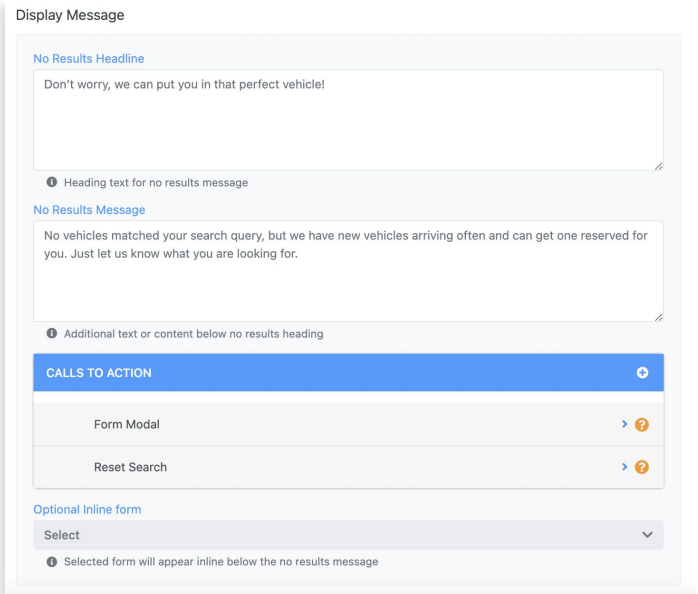 Display Message
No Results Headline
Don't worry, we can put you in that perfect vehicle!
Heading text for no results message
No Results Message
No vehicles matched your search query, but we have new vehicles arriving often and can get one reserved for
you. Just let us know what you are looking for.
Additional text or content below no results heading
CALLS TO ACTION
Form Modal
Reset Search
Optional Inline form
Select
Selected form will appear inline below the no results message